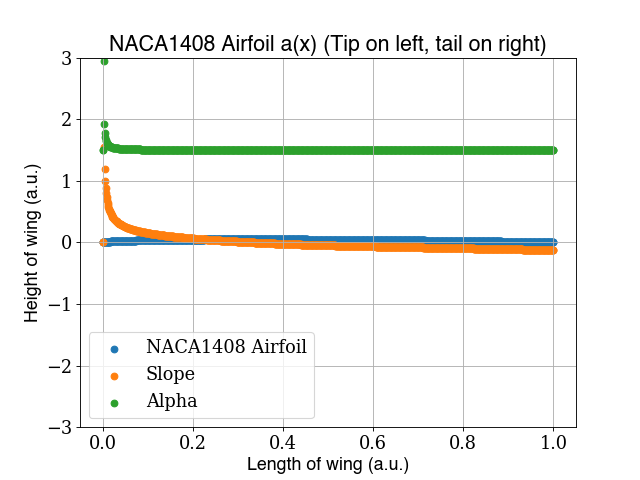 NACA1408 Airfoil a(x) (Tip on left, tail on right)
3
2
1
0
−1
−2
−3
Height of wing (a.u.)
NACA1408 Airfoil
Slope
Alpha
0.0 0.2 0.4 0.6 0.8 1.0
Length of wing (a.u.)